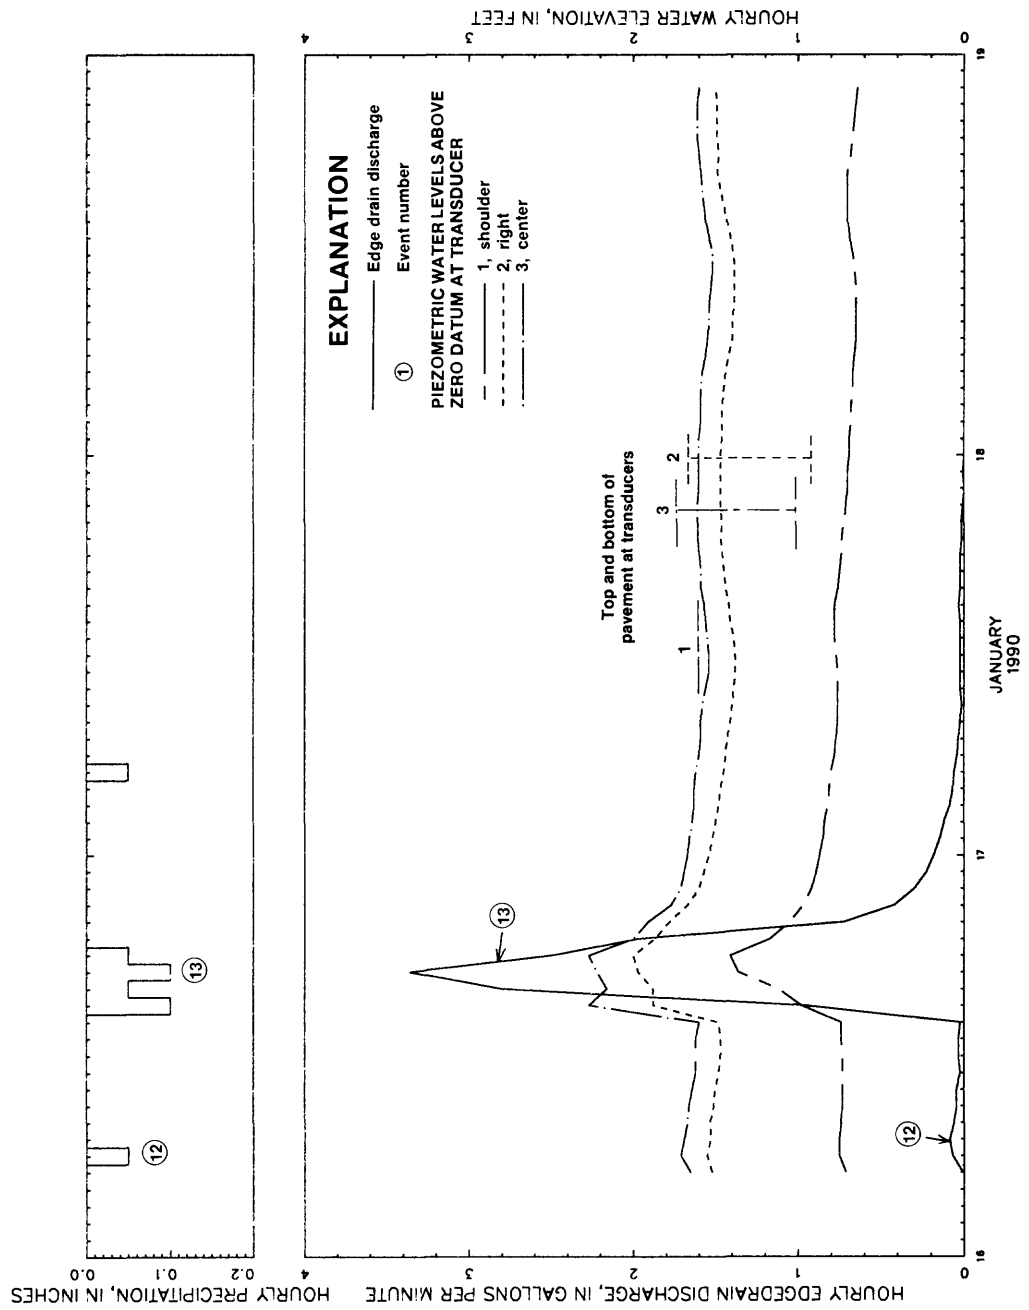 HOURLY PRECIPITATION, IN INCHES
0.0
0.1
0.2
12
13
HOURLY EDGEDRAIN DISCHARGE, IN GALLONS PER MINUTE
4
3
2
1
0
HOURLY WATER ELEVATION, IN FEET
4
3
2
1
0
EXPLANATION
Edge drain discharge
1 Event number
PIEZOMETRIC WATER LEVELS ABOVE
ZERO DATUM AT TRANSDUCER
1, shoulder
2, right
3, center
Top and bottom of
pavement at transducers
1
3
2
13
12
16
17
18
19
JANUARY
1990